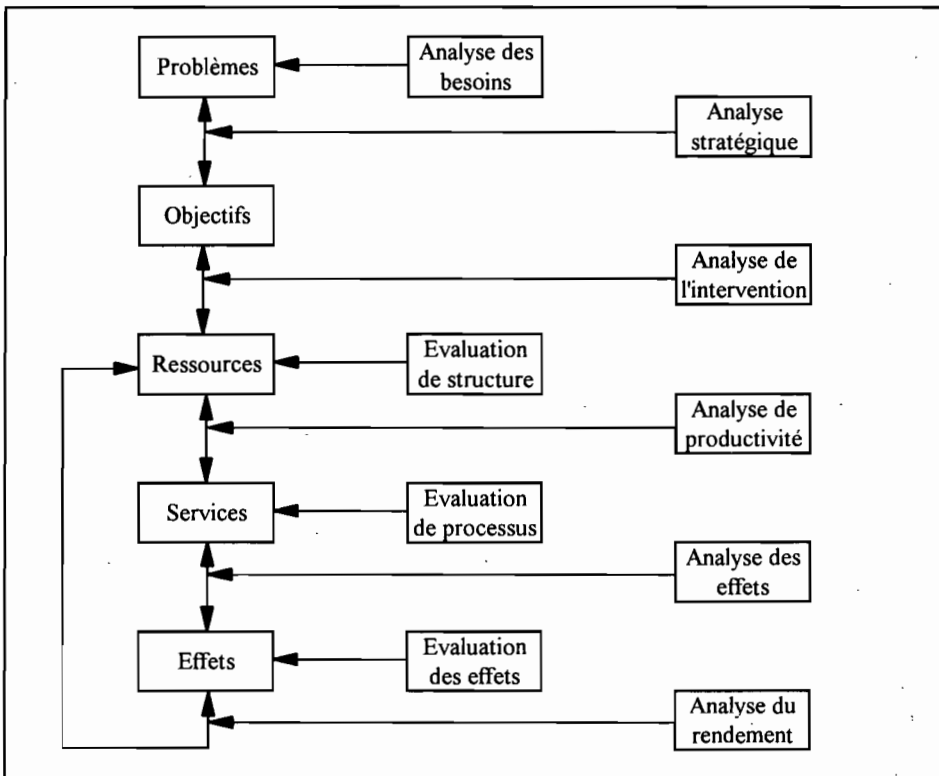 Problèmes
Analyse des
besoins
Analyse
stratégique
Objectifs
Analyse de
l'intervention
Ressources
Evaluation
de structure
Analyse de
productivité
Services
Evaluation
de processus
Analyse des
effets
Effets
Evaluation
des effets
Analyse du
rendement